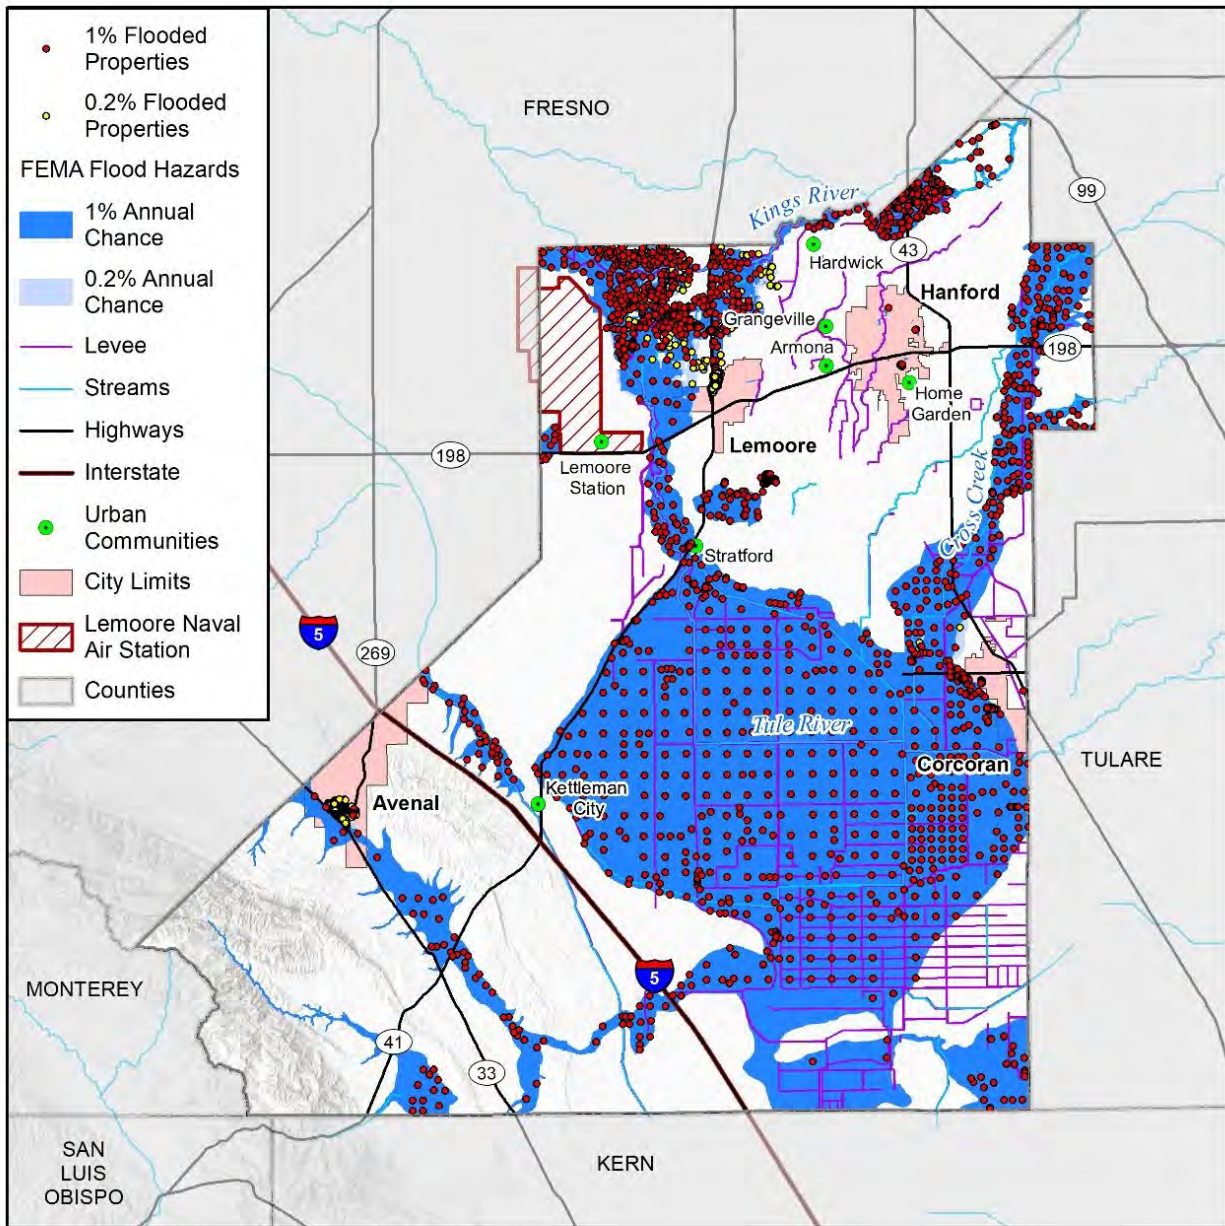 1% Flooded
Properties
0.2% Flooded
Properties
FEMA Flood Hazards
1% Annual
Chance
0.2% Annual
Chance
Levee
Streams
Highways
Interstate
Urban
Communities
City Limits
Lemoore Naval
Air Station
Counties
FRESNO
99
Kings River
43
Hardwick
Hanford
Grangeville
Armona
198
Home
Garden
Lemoore
198
Lemoore
Station
Cross Creek
Stratford
5
269
Tule River
Corcoran
TULARE
Kettleman
City
Avenal
5
MONTEREY
41
33
SAN
LUIS
OBISPO
KERN